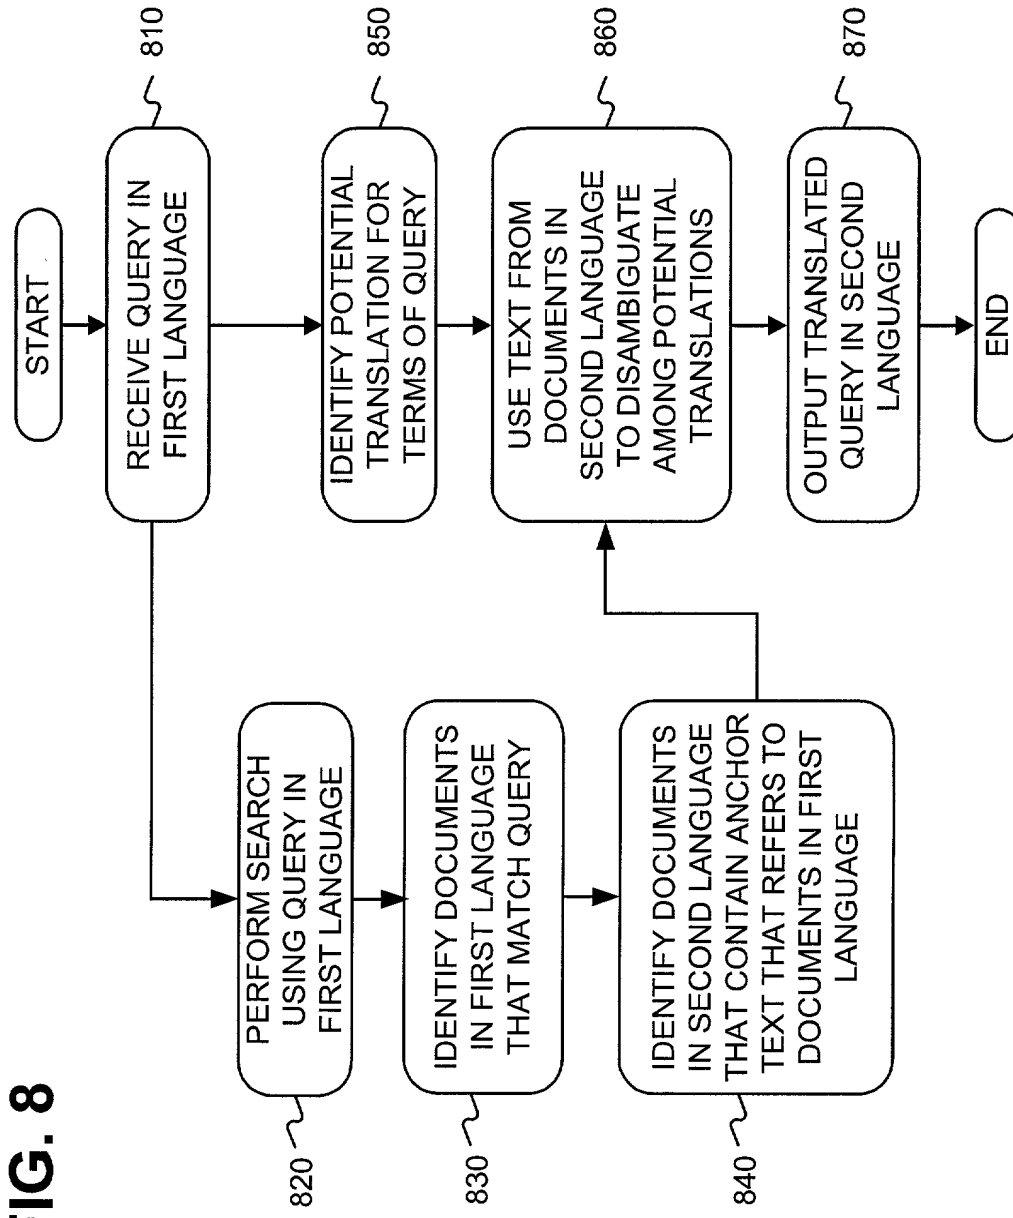 FIG. 8
START
RECEIVE QUERY IN
FIRST LANGUAGE
810
PERFORM SEARCH
USING QUERY IN
FIRST LANGUAGE
820
IDENTIFY DOCUMENTS
IN FIRST LANGUAGE
THAT MATCH QUERY
830
IDENTIFY DOCUMENTS
IN SECOND LANGUAGE
THAT CONTAIN ANCHOR
TEXT THAT REFERS TO
DOCUMENTS IN FIRST
LANGUAGE
840
IDENTIFY POTENTIAL
TRANSLATION FOR
TERMS OF QUERY
850
USE TEXT FROM
DOCUMENTS IN
SECOND LANGUAGE
TO DISAMBIGUATE
AMONG POTENTIAL
TRANSLATIONS
860
OUTPUT TRANSLATED
QUERY IN SECOND
LANGUAGE
870
END